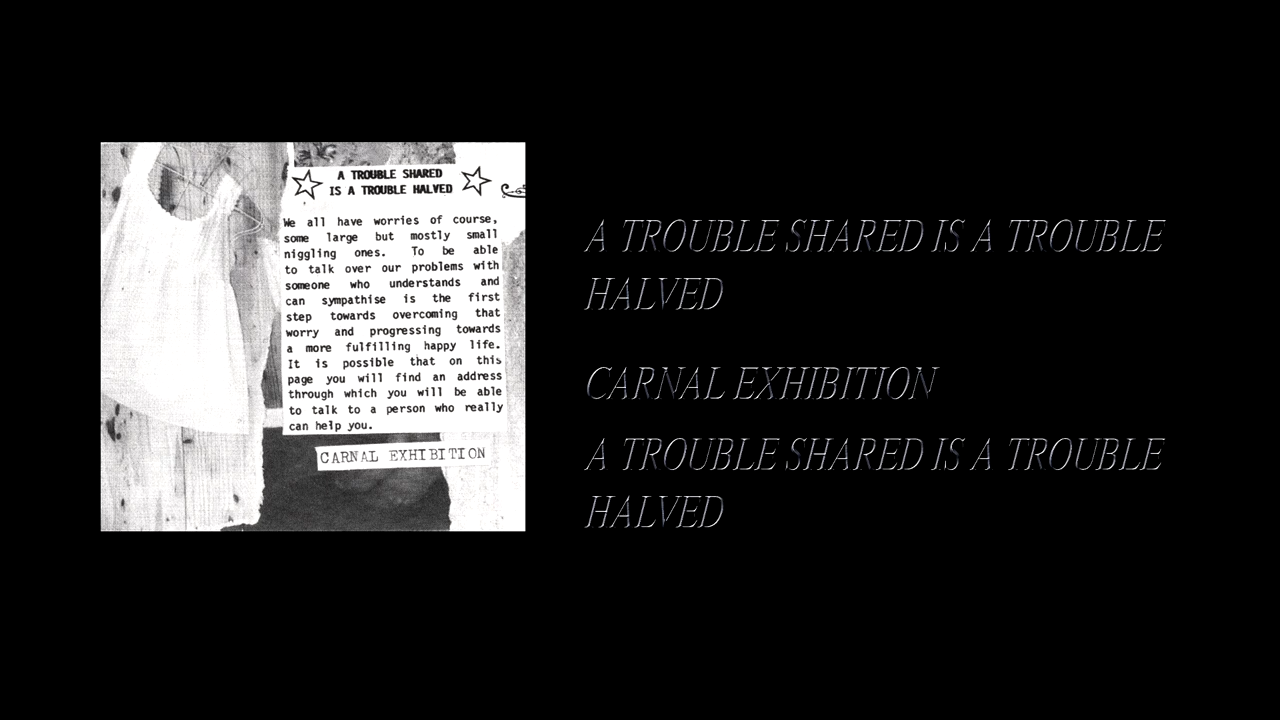 A TROUBLE SHARED
IS A TROUBLE HALVED
We all have worries of course,
some large but mostly small
niggling ones. To be able
to talk over our problems with
someone who understands and
can sympathise is the first
step towards overcoming that
worry and progressing towards
a more fulfilling happy life.
It is possible that on this
page you will find an address
through which you will be able
to talk to a person who really
can help you.
CARNAL EXHIBITION
A TROUBLE SHARED IS A TROUBLE
HALVED
CARNAL EXHIBITION
A TROUBLE SHARED IS A TROUBLE
HALVED